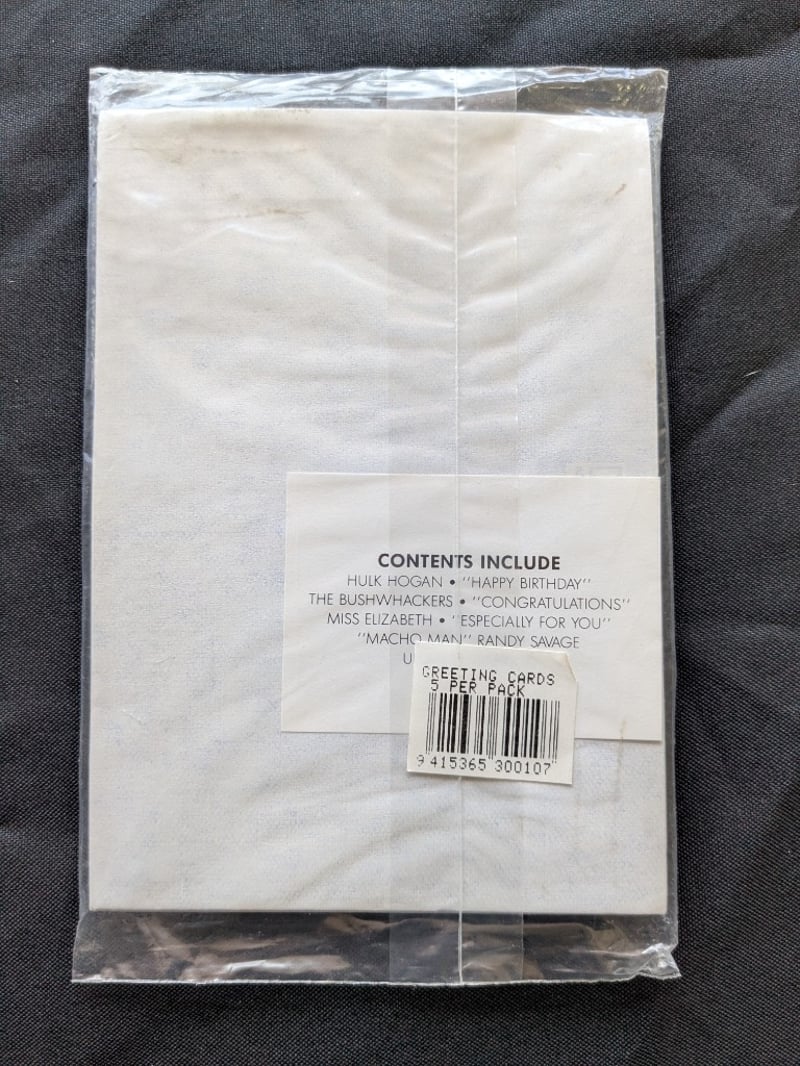 CONTENTS INCLUDE
HULK HOGAN • "HAPPY BIRTHDAY"
THE BUSHWHACKERS • "CONGRATULATIONS"
MISS ELIZABETH • "ESPECIALLY FOR YOU"
"MACHO MAN" RANDY SAVAGE
GREETING CARDS
5 PER PACK
9 415365 300107